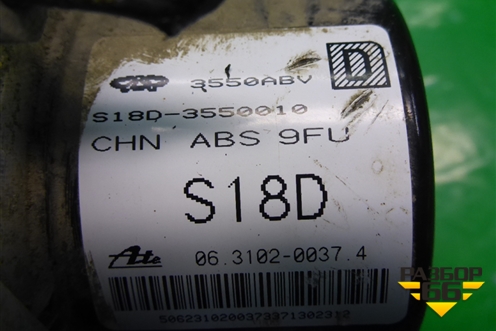 3550ABV
D
S18D-3550010
CHN ABS 9FU
S18D
Ate 06.3102-0037.4
РАЗБОР
66